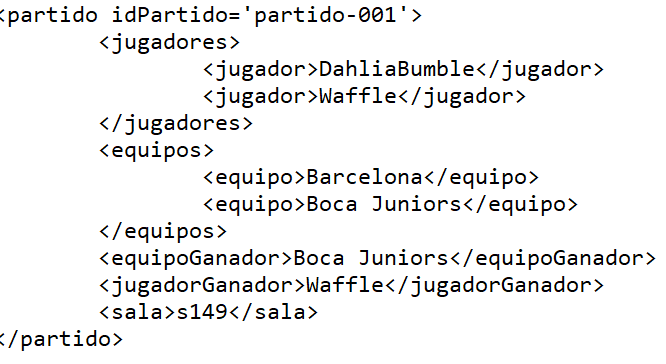 <partido idPartido='partido-001'>
<jugadores>
<jugador>DahliaBumble</jugador>
<jugador>Waffle</jugador>
</jugadores>
<equipos>
<equipo>Barcelona</equipo>
<equipo>Boca Juniors</equipo>
</equipos>
<equipoGanador>Boca Juniors</equipoGanador>
<jugadorGanador>Waffle</jugadorGanador>
<sala>s149</sala>
</partido>